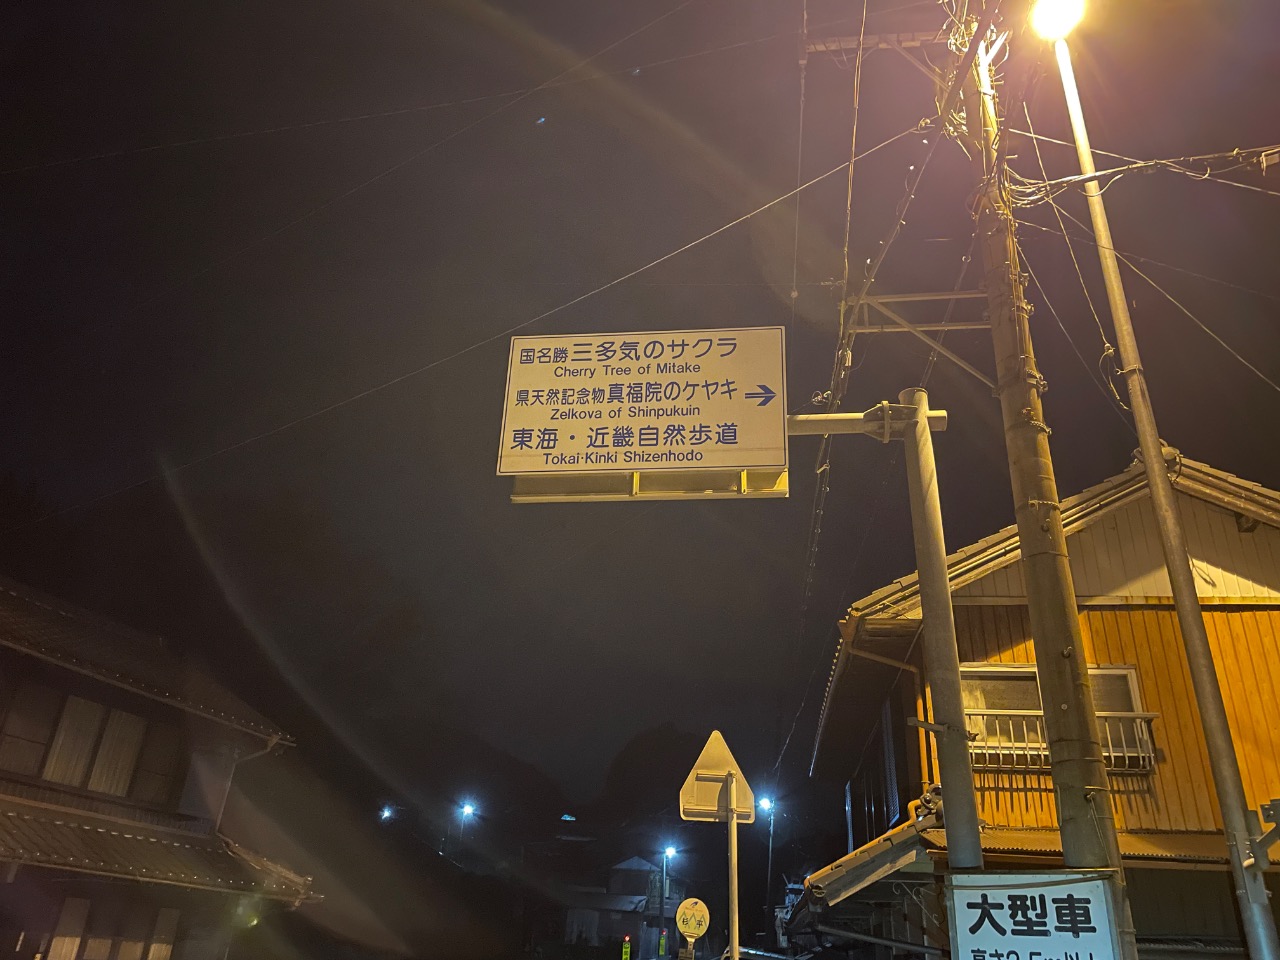 国名勝三多気のサクラ
Cherry Tree of Mitake
県天然記念物真福院のケヤキ
Zelkova of Shinpukuin
東海・近畿自然歩道
Tokai·Kinki Shizenhodo
杉平
大型車